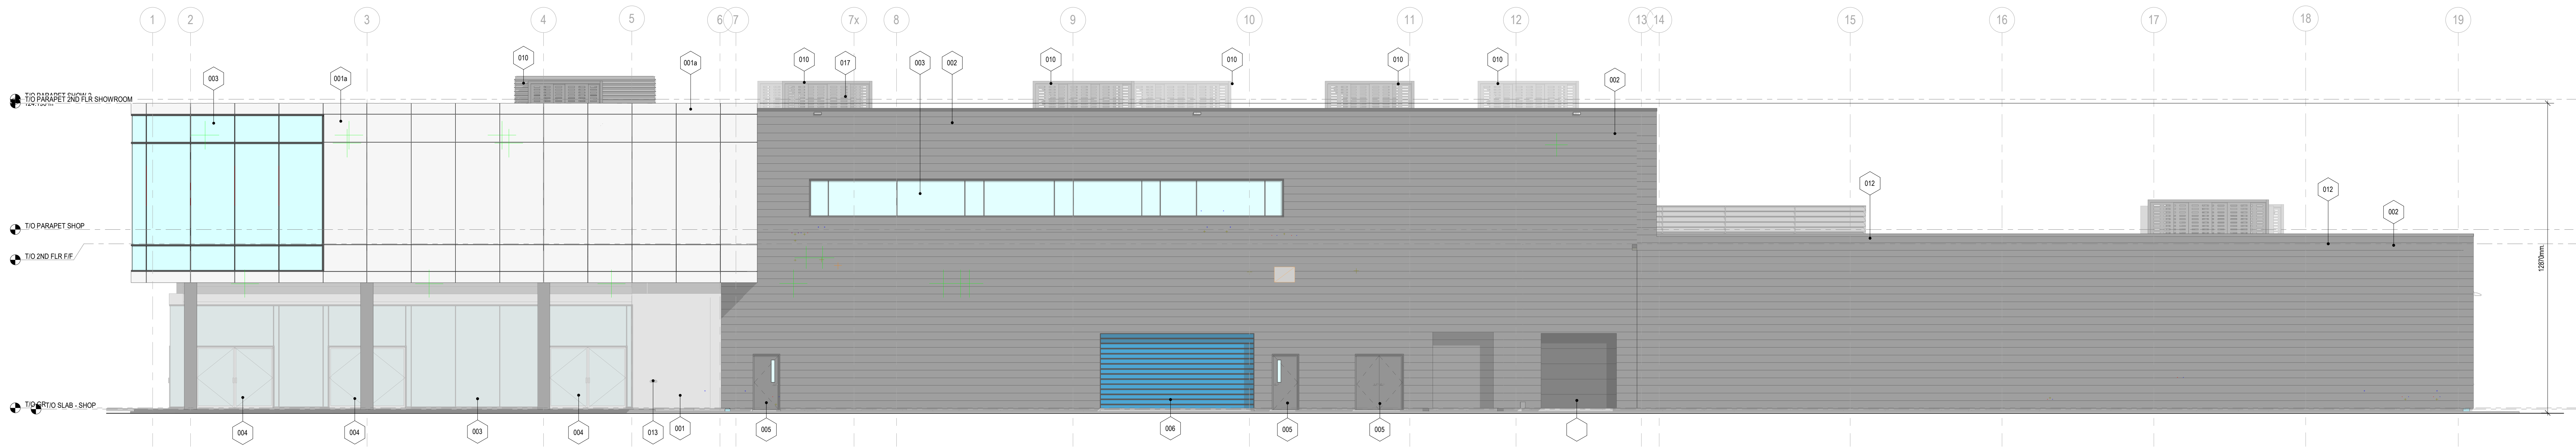 1 2 3 4 5 6 7 7x 8 9 10 11 12 13 14 15 16 17 18 19
003 001a 010 001a 010 017 003 002 010 010 010 010 002
T/O PARAPET 2ND FLR SHOWROOM
012 012 002
T/O PARAPET SHOP
T/O 2ND FLR F/F
12870mm.
T/O SLAB - SHOP
004 004 003 004 013 001 005 006 005 005